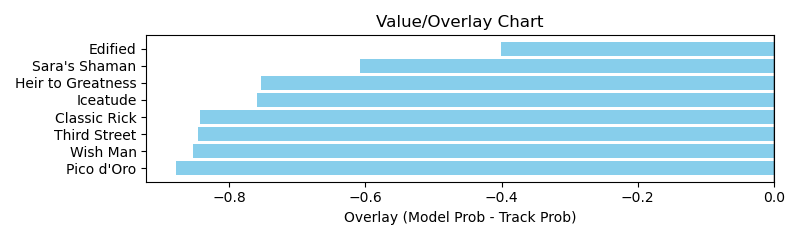 Value/Overlay Chart
Edified
Sara's Shaman
Heir to Greatness
Iceatude
Classic Rick
Third Street
Wish Man
Pico d'Oro
−0.8 −0.6 −0.4 −0.2 0.0
Overlay (Model Prob - Track Prob)